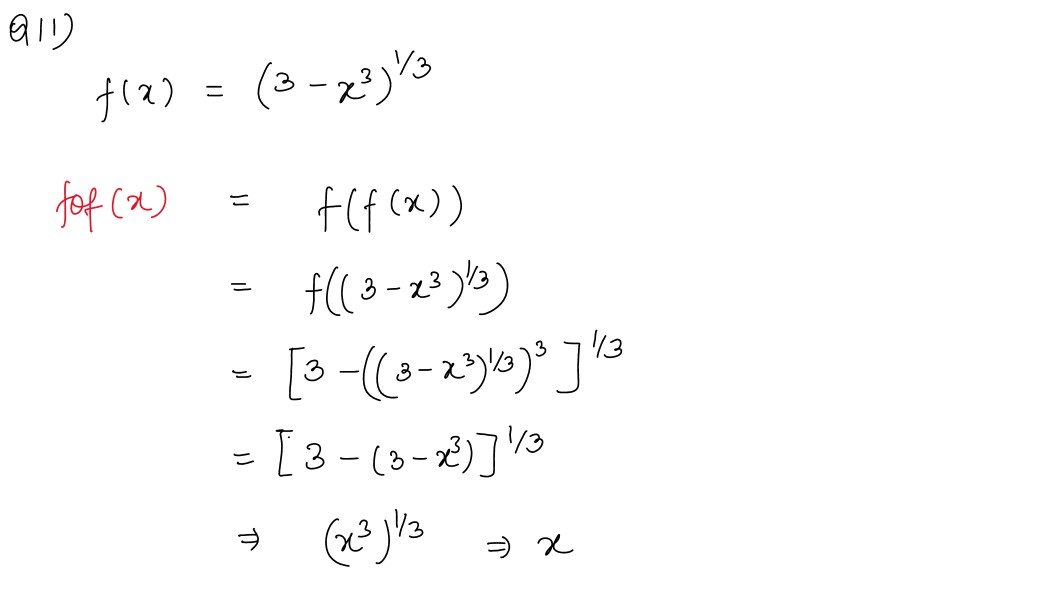 Q11)
f(x) = (3 - x³)^1/3
fof(x) = f(f(x))
= f((3 - x³)^1/3)
= [3 - ((3 - x³)^1/3)³]^1/3
= [3 - (3 - x³)]^1/3
⇒ (x³)^1/3 ⇒ x